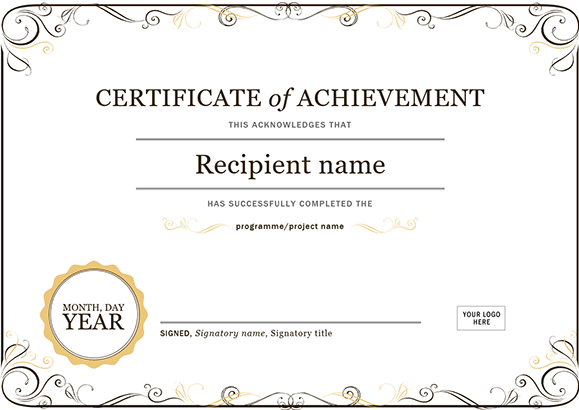 CERTIFICATE of ACHIEVEMENT
THIS ACKNOWLEDGES THAT
Recipient name
HAS SUCCESSFULLY COMPLETED THE
programme/project name
MONTH, DAY
YEAR
SIGNED, Signatory name, Signatory title
YOUR LOGO
HERE